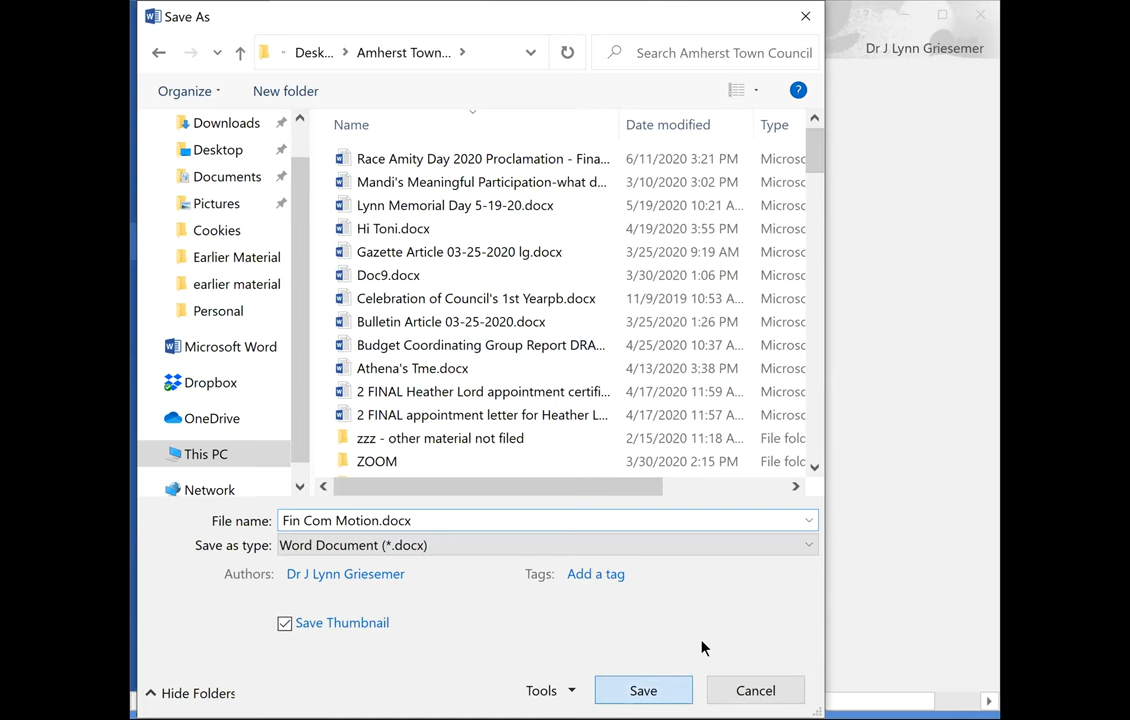 Save As
Dr J Lynn Griesemer
Desk... Amherst Town... Search Amherst Town Council
Organize New folder
Name Date modified Type
Downloads
Desktop
Documents
Pictures
Cookies
Earlier Material
earlier material
Personal
Microsoft Word
Dropbox
OneDrive
This PC
Network
Race Amity Day 2020 Proclamation - Fina... 6/11/2020 3:21 PM Microsc
Mandi's Meaningful Participation-what d... 3/10/2020 3:02 PM Microsc
Lynn Memorial Day 5-19-20.docx 5/19/2020 10:21 A... Microsc
Hi Toni.docx 4/19/2020 3:55 PM Microsc
Gazette Article 03-25-2020 lg.docx 3/25/2020 9:19 AM Microsc
Doc9.docx 3/30/2020 1:06 PM Microsc
Celebration of Council's 1st Yearpb.docx 11/9/2019 10:53 A... Microsc
Bulletin Article 03-25-2020.docx 3/25/2020 1:26 PM Microsc
Budget Coordinating Group Report DRA... 4/25/2020 10:37 A... Microsc
Athena's Tme.docx 4/13/2020 3:38 PM Microsc
2 FINAL Heather Lord appointment certifi... 4/17/2020 11:59 A... Microsc
2 FINAL appointment letter for Heather L... 4/17/2020 11:57 A... Microsc
zzz - other material not filed 2/15/2020 11:18 A... File fold
ZOOM 3/30/2020 2:15 PM File fold
File name: Fin Com Motion.docx
Save as type: Word Document (*.docx)
Authors: Dr J Lynn Griesemer Tags: Add a tag
Save Thumbnail
Hide Folders Tools Save Cancel